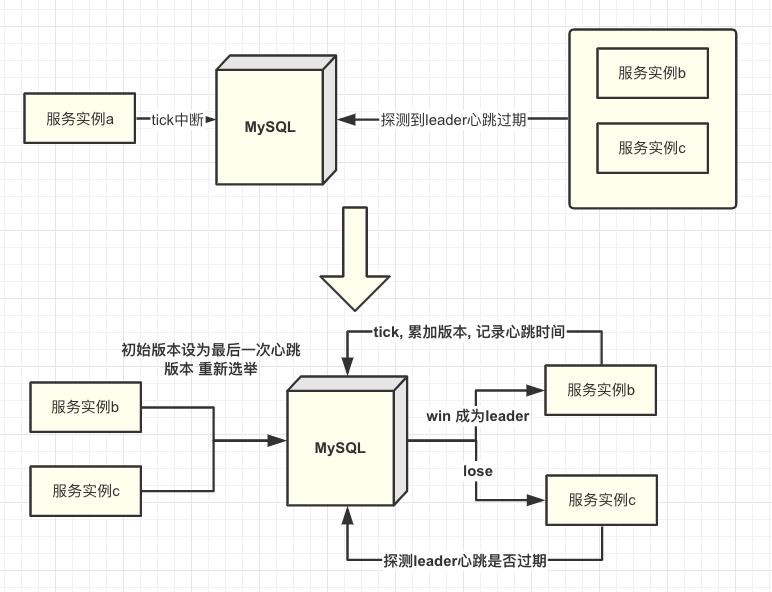 服务实例a
tick中断
MySQL
探测到leader心跳过期
服务实例b
服务实例c
tick, 累加版本, 记录心跳时间
初始版本设为最后一次心跳
版本 重新选举
服务实例b
服务实例c
MySQL
win 成为leader
lose
服务实例b
服务实例c
探测leader心跳是否过期